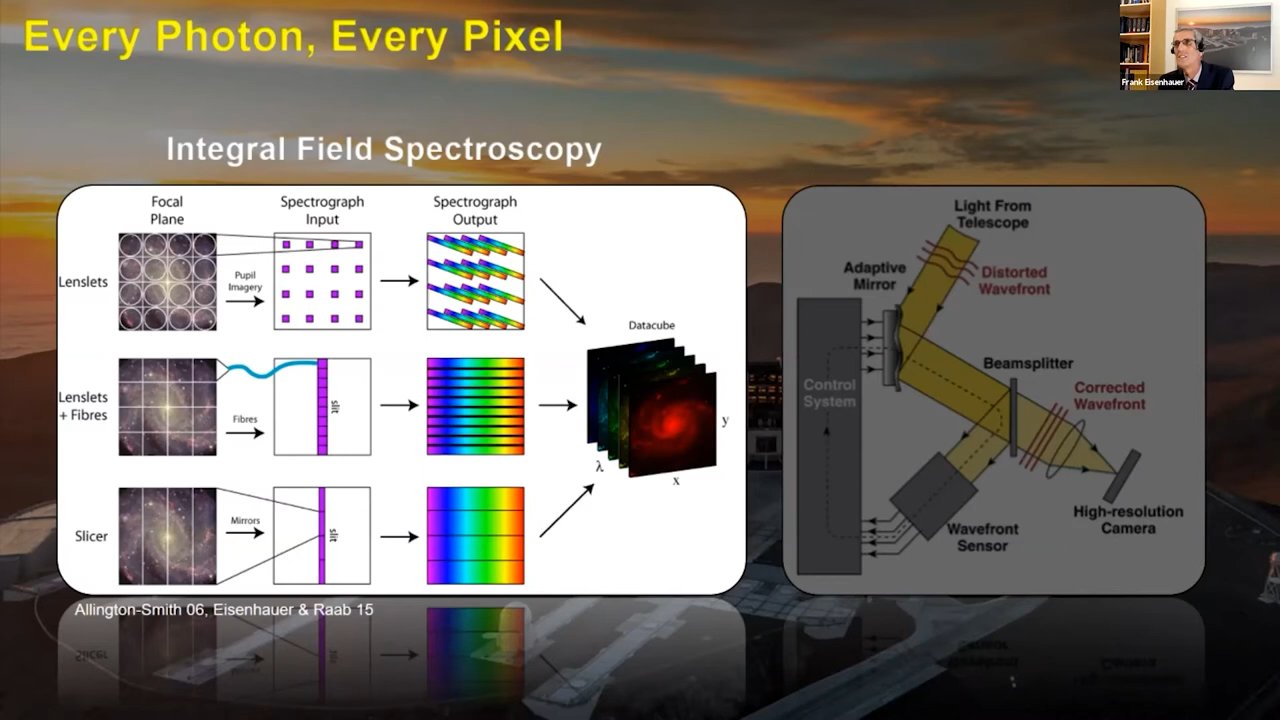 Every Photon, Every Pixel
Frank Eisenhauer
Integral Field Spectroscopy
Focal
Plane
Spectrograph
Input
Spectrograph
Output
Lenslets
Pupil
Imagery
Datacube
Lenslets
+ Fibres
Fibres
slit
y
λ
x
Slicer
Mirrors
slit
Allington-Smith 06, Eisenhauer & Raab 15
Light From
Telescope
Adaptive
Mirror
Distorted
Wavefront
Beamsplitter
Control
System
Corrected
Wavefront
High-resolution
Camera
Wavefront
Sensor